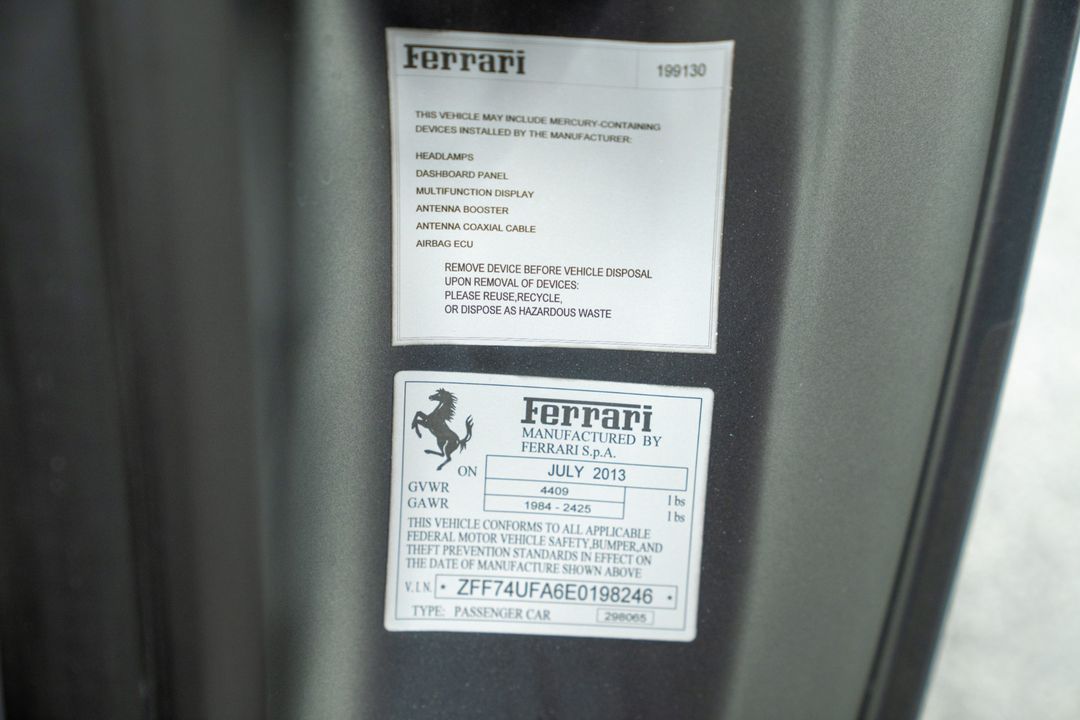 Ferrari 199130
THIS VEHICLE MAY INCLUDE MERCURY-CONTAINING
DEVICES INSTALLED BY THE MANUFACTURER:
HEADLAMPS
DASHBOARD PANEL
MULTIFUNCTION DISPLAY
ANTENNA BOOSTER
ANTENNA COAXIAL CABLE
AIRBAG ECU
REMOVE DEVICE BEFORE VEHICLE DISPOSAL
UPON REMOVAL OF DEVICES:
PLEASE REUSE,RECYCLE,
OR DISPOSE AS HAZARDOUS WASTE
Ferrari
MANUFACTURED BY
FERRARI S.p.A.
ON JULY 2013
GVWR 4409 lbs
GAWR 1984 - 2425 lbs
THIS VEHICLE CONFORMS TO ALL APPLICABLE
FEDERAL MOTOR VEHICLE SAFETY,BUMPER,AND
THEFT PREVENTION STANDARDS IN EFFECT ON
THE DATE OF MANUFACTURE SHOWN ABOVE
V.I.N. · ZFF74UFA6E0198246 ·
TYPE: PASSENGER CAR 298065